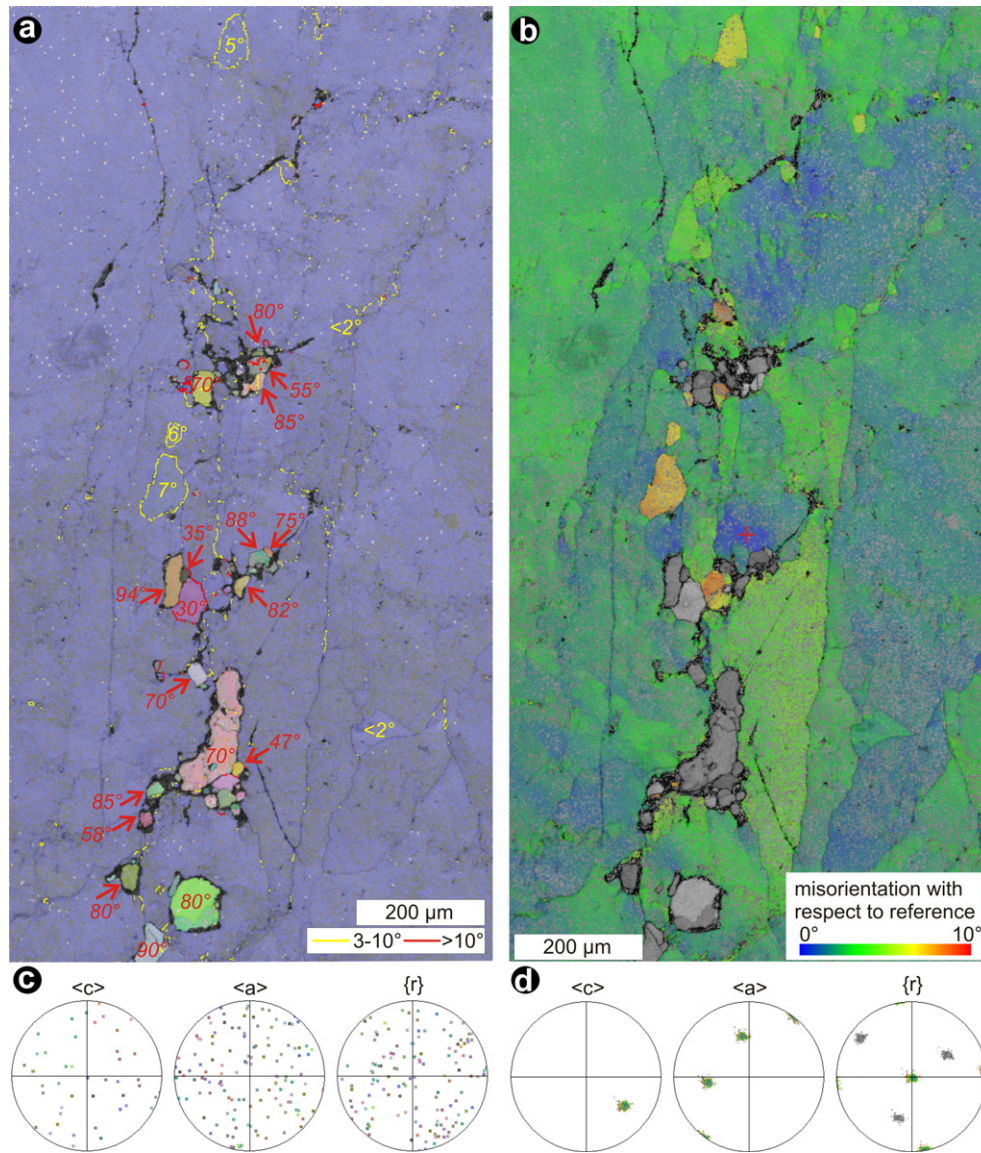 a
b
5°
80°
<2°
70
55°
85°
6°
7°
88°
75°
35°
94°
30°
82°
70°
<2°
70°
47°
85°
58°
80°
80°
90°
200 µm
3-10° >10°
200 µm
misorientation with
respect to reference
0° 10°
c
<c> <a> {r}
d
<c> <a> {r}